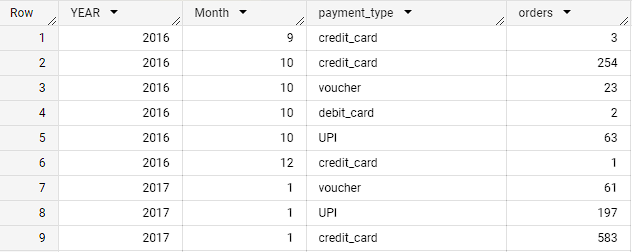 Row YEAR Month payment_type orders
1 2016 9 credit_card 3
2 2016 10 credit_card 254
3 2016 10 voucher 23
4 2016 10 debit_card 2
5 2016 10 UPI 63
6 2016 12 credit_card 1
7 2017 1 voucher 61
8 2017 1 UPI 197
9 2017 1 credit_card 583